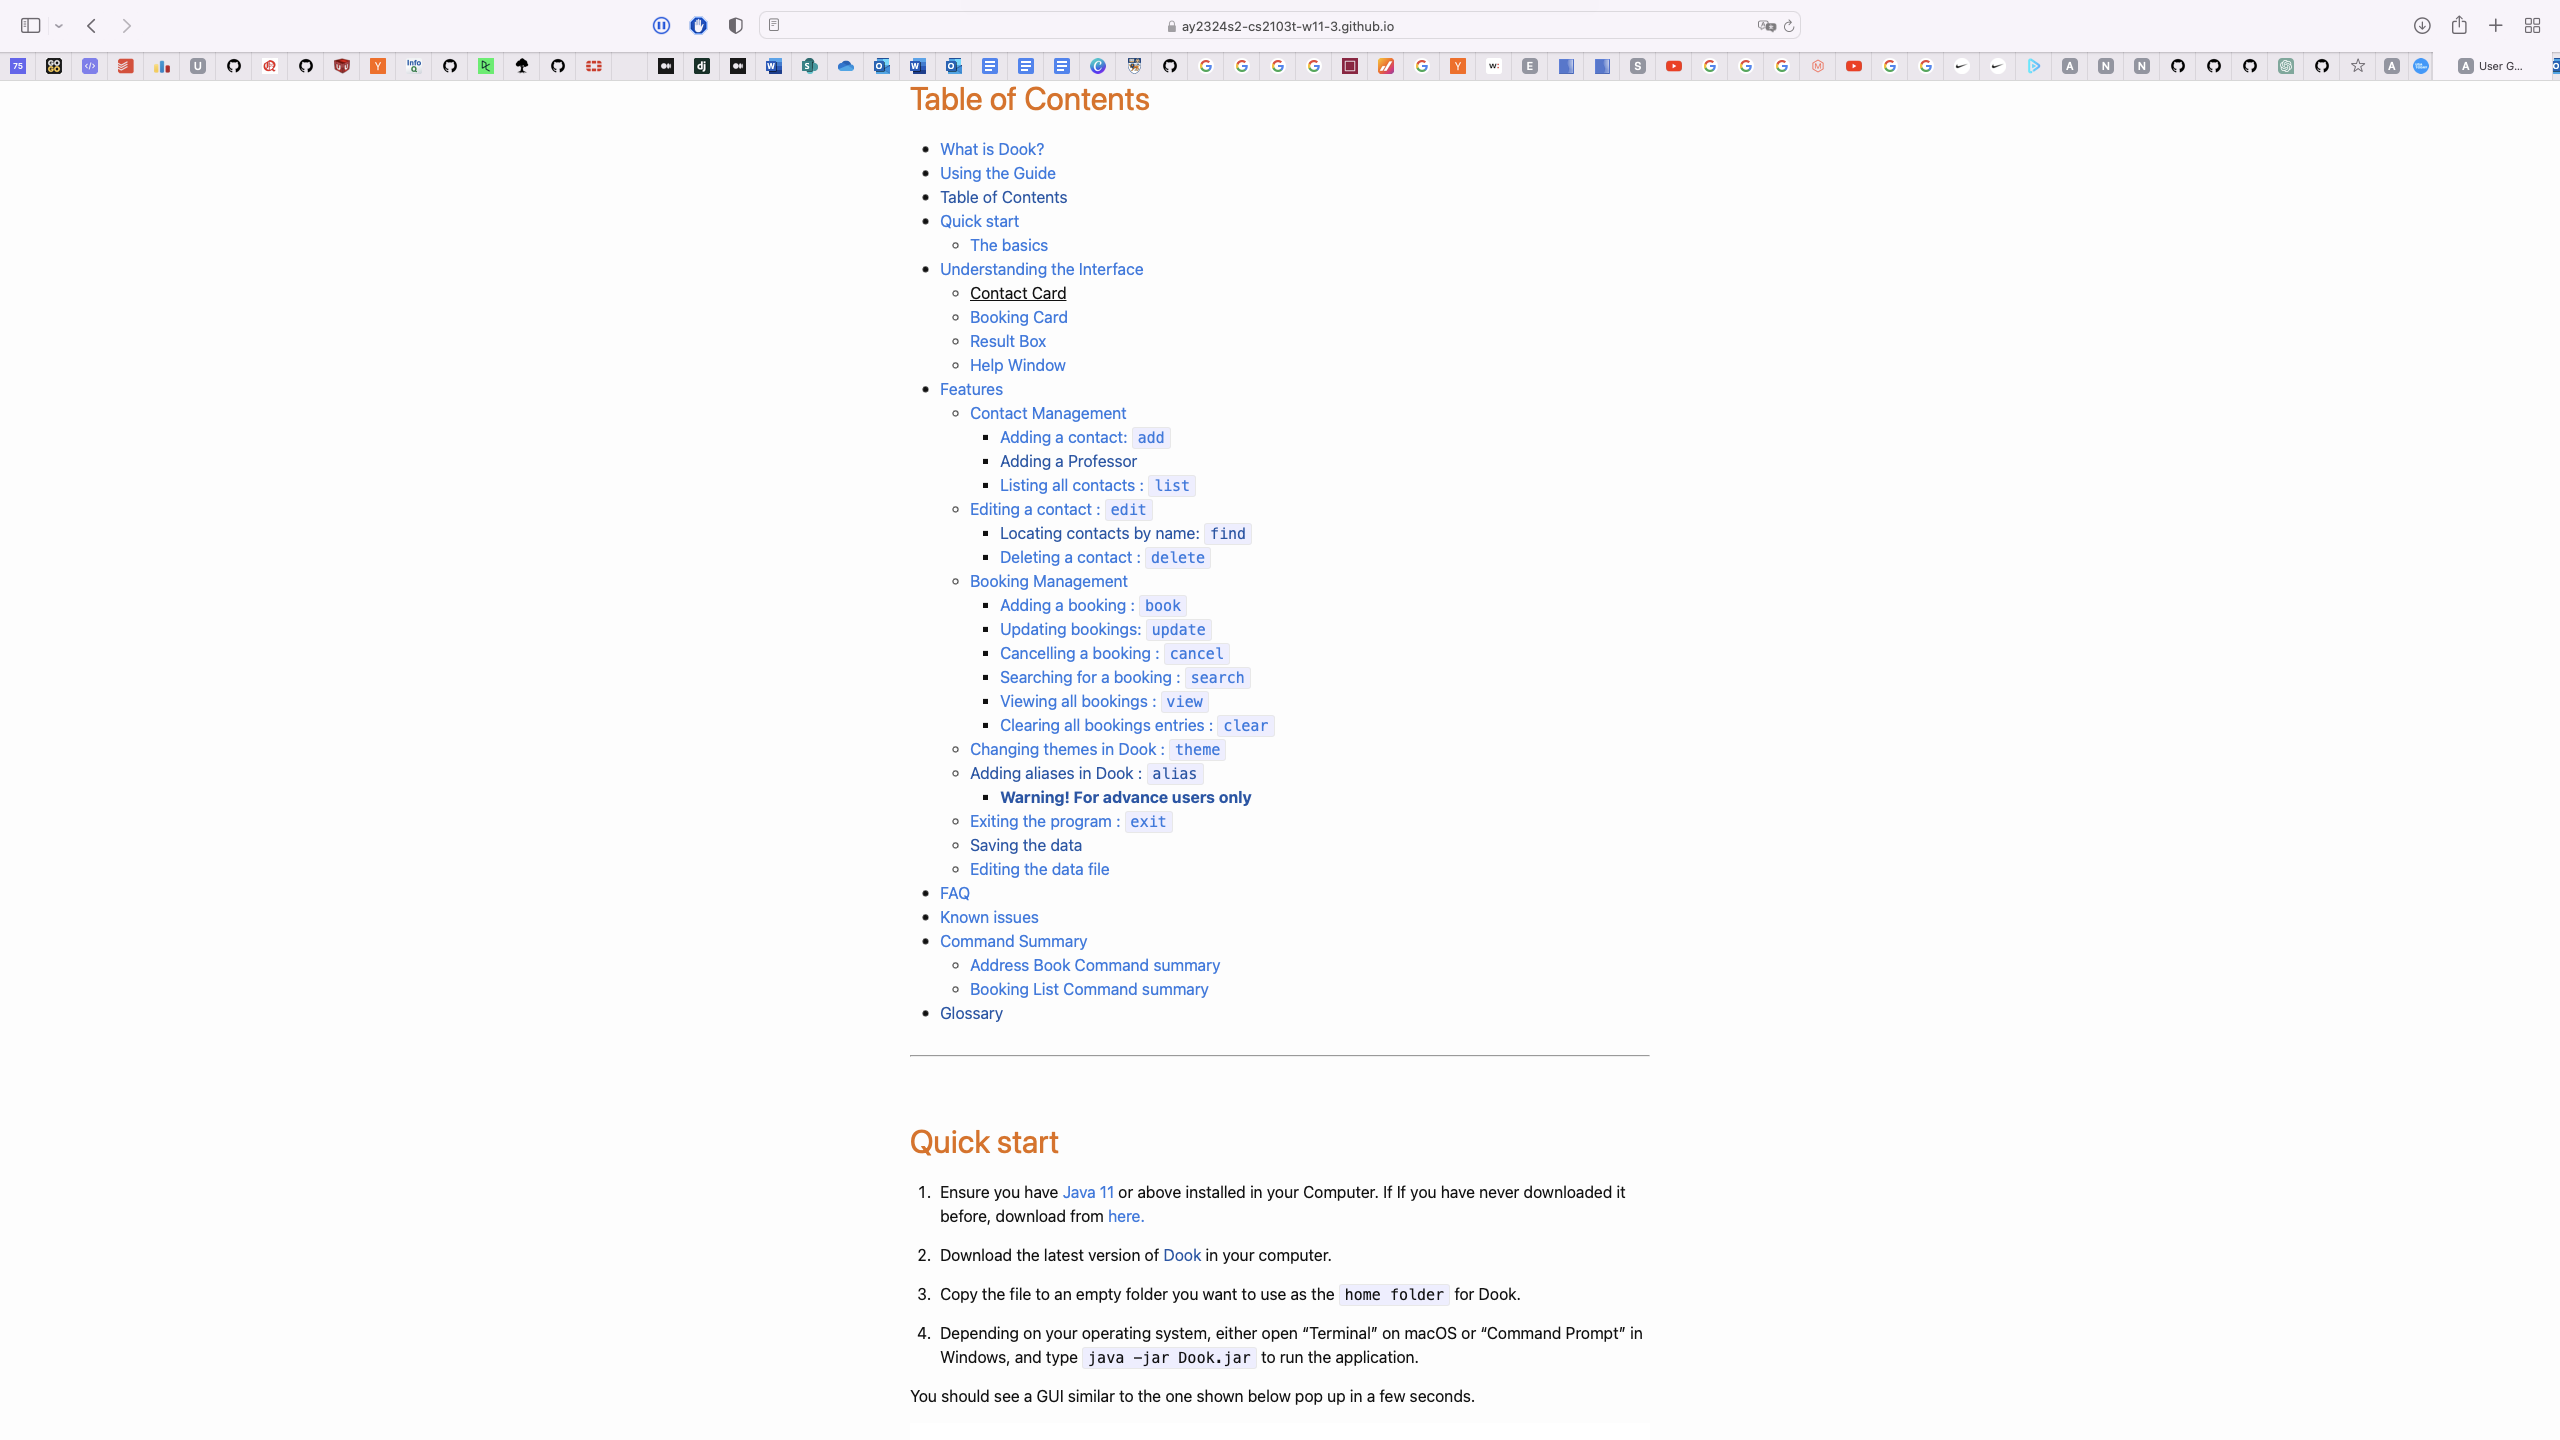 ay2324s2-cs2103t-w11-3.github.io
User G...
Table of Contents
What is Dook?
Using the Guide
Table of Contents
Quick start
The basics
Understanding the Interface
Contact Card
Booking Card
Result Box
Help Window
Features
Contact Management
Adding a contact: add
Adding a Professor
Listing all contacts : list
Editing a contact : edit
Locating contacts by name: find
Deleting a contact : delete
Booking Management
Adding a booking : book
Updating bookings: update
Cancelling a booking : cancel
Searching for a booking : search
Viewing all bookings : view
Clearing all bookings entries : clear
Changing themes in Dook : theme
Adding aliases in Dook : alias
Warning! For advance users only
Exiting the program : exit
Saving the data
Editing the data file
FAQ
Known issues
Command Summary
Address Book Command summary
Booking List Command summary
Glossary
Quick start
1. Ensure you have Java 11 or above installed in your Computer. If If you have never downloaded it
before, download from here.
2. Download the latest version of Dook in your computer.
3. Copy the file to an empty folder you want to use as the home folder for Dook.
4. Depending on your operating system, either open “Terminal” on macOS or “Command Prompt” in
Windows, and type java -jar Dook.jar to run the application.
You should see a GUI similar to the one shown below pop up in a few seconds.